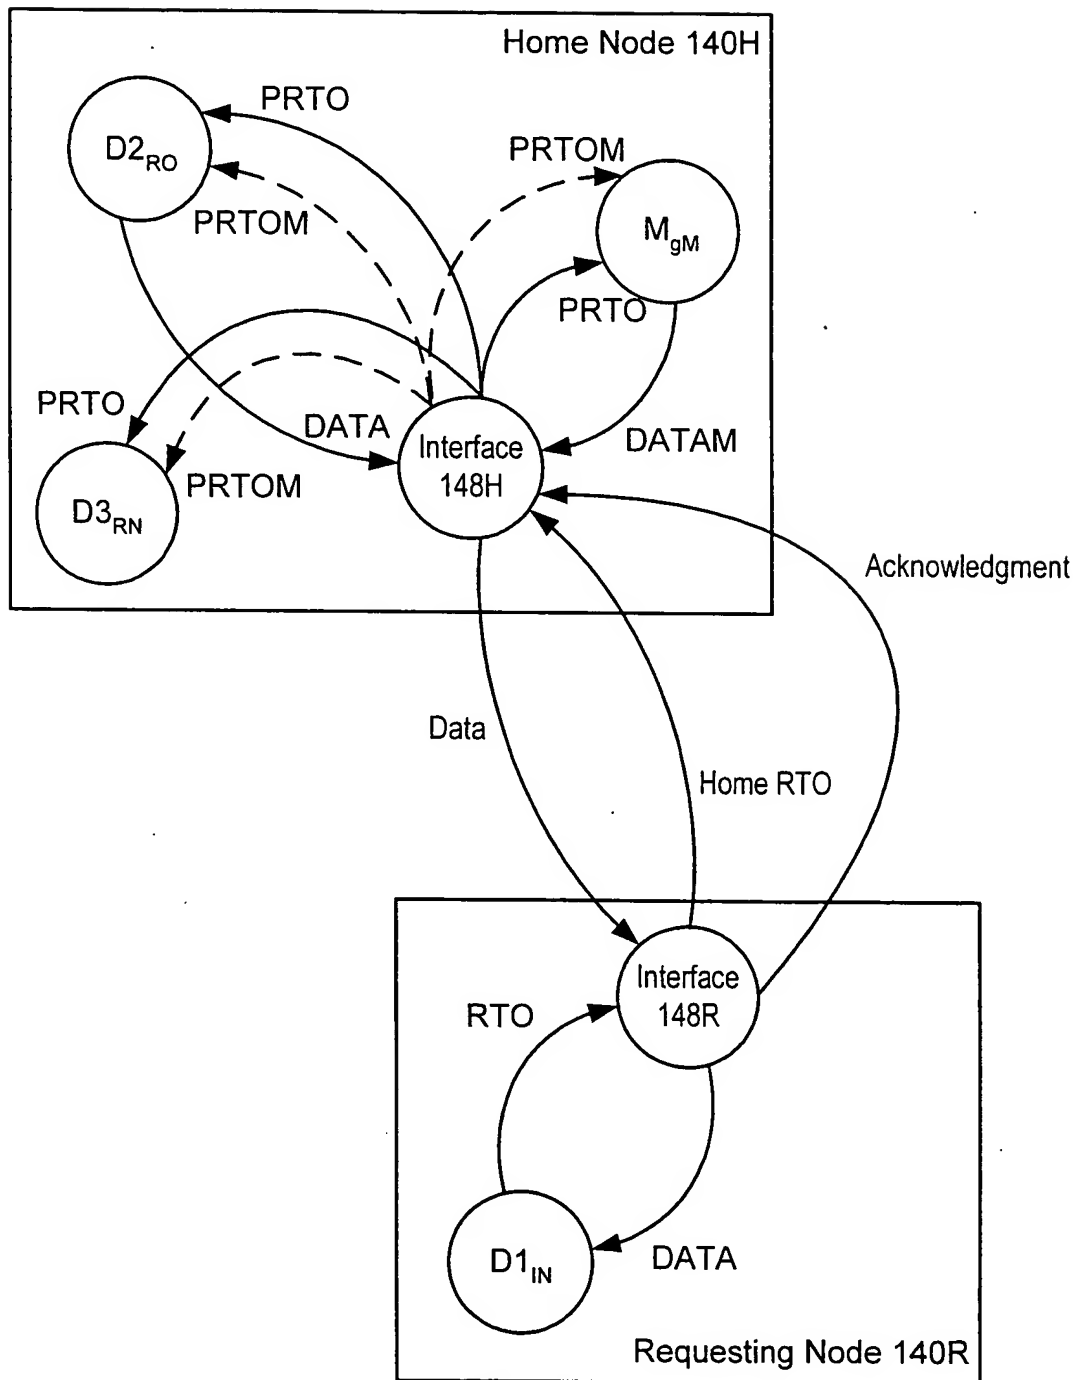 Home Node 140H
PRTO
D2RO
PRTOM
PRTOM
MgM
PRTO
PRTO
DATA
Interface
148H
DATAM
PRTOM
D3RN
Acknowledgment
Data
Home RTO
Interface
148R
RTO
D1IN
DATA
Requesting Node 140R